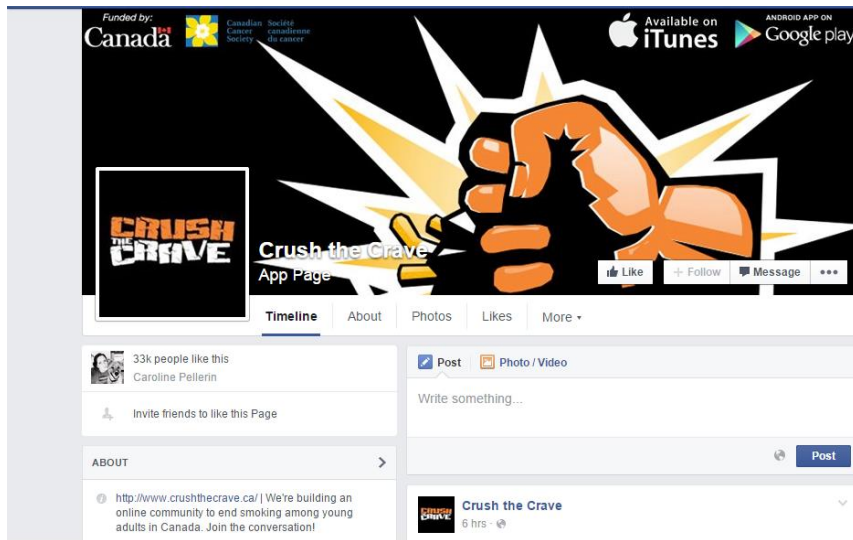 Funded by:
Canada
Canadian Société
Cancer canadienne
Society du cancer
Available on
iTunes
ANDROID APP ON
Google play
CRUSH
THE
CRAVE
Crush the Crave
App Page
Like
+ Follow
Message
Timeline About Photos Likes More
33k people like this
Caroline Pellerin
Invite friends to like this Page
ABOUT
http://www.crushthecrave.ca/ | We're building an
online community to end smoking among young
adults in Canada. Join the conversation!
Post Photo / Video
Write something...
Post
CRUSH
CRAVE
Crush the Crave
6 hrs ·